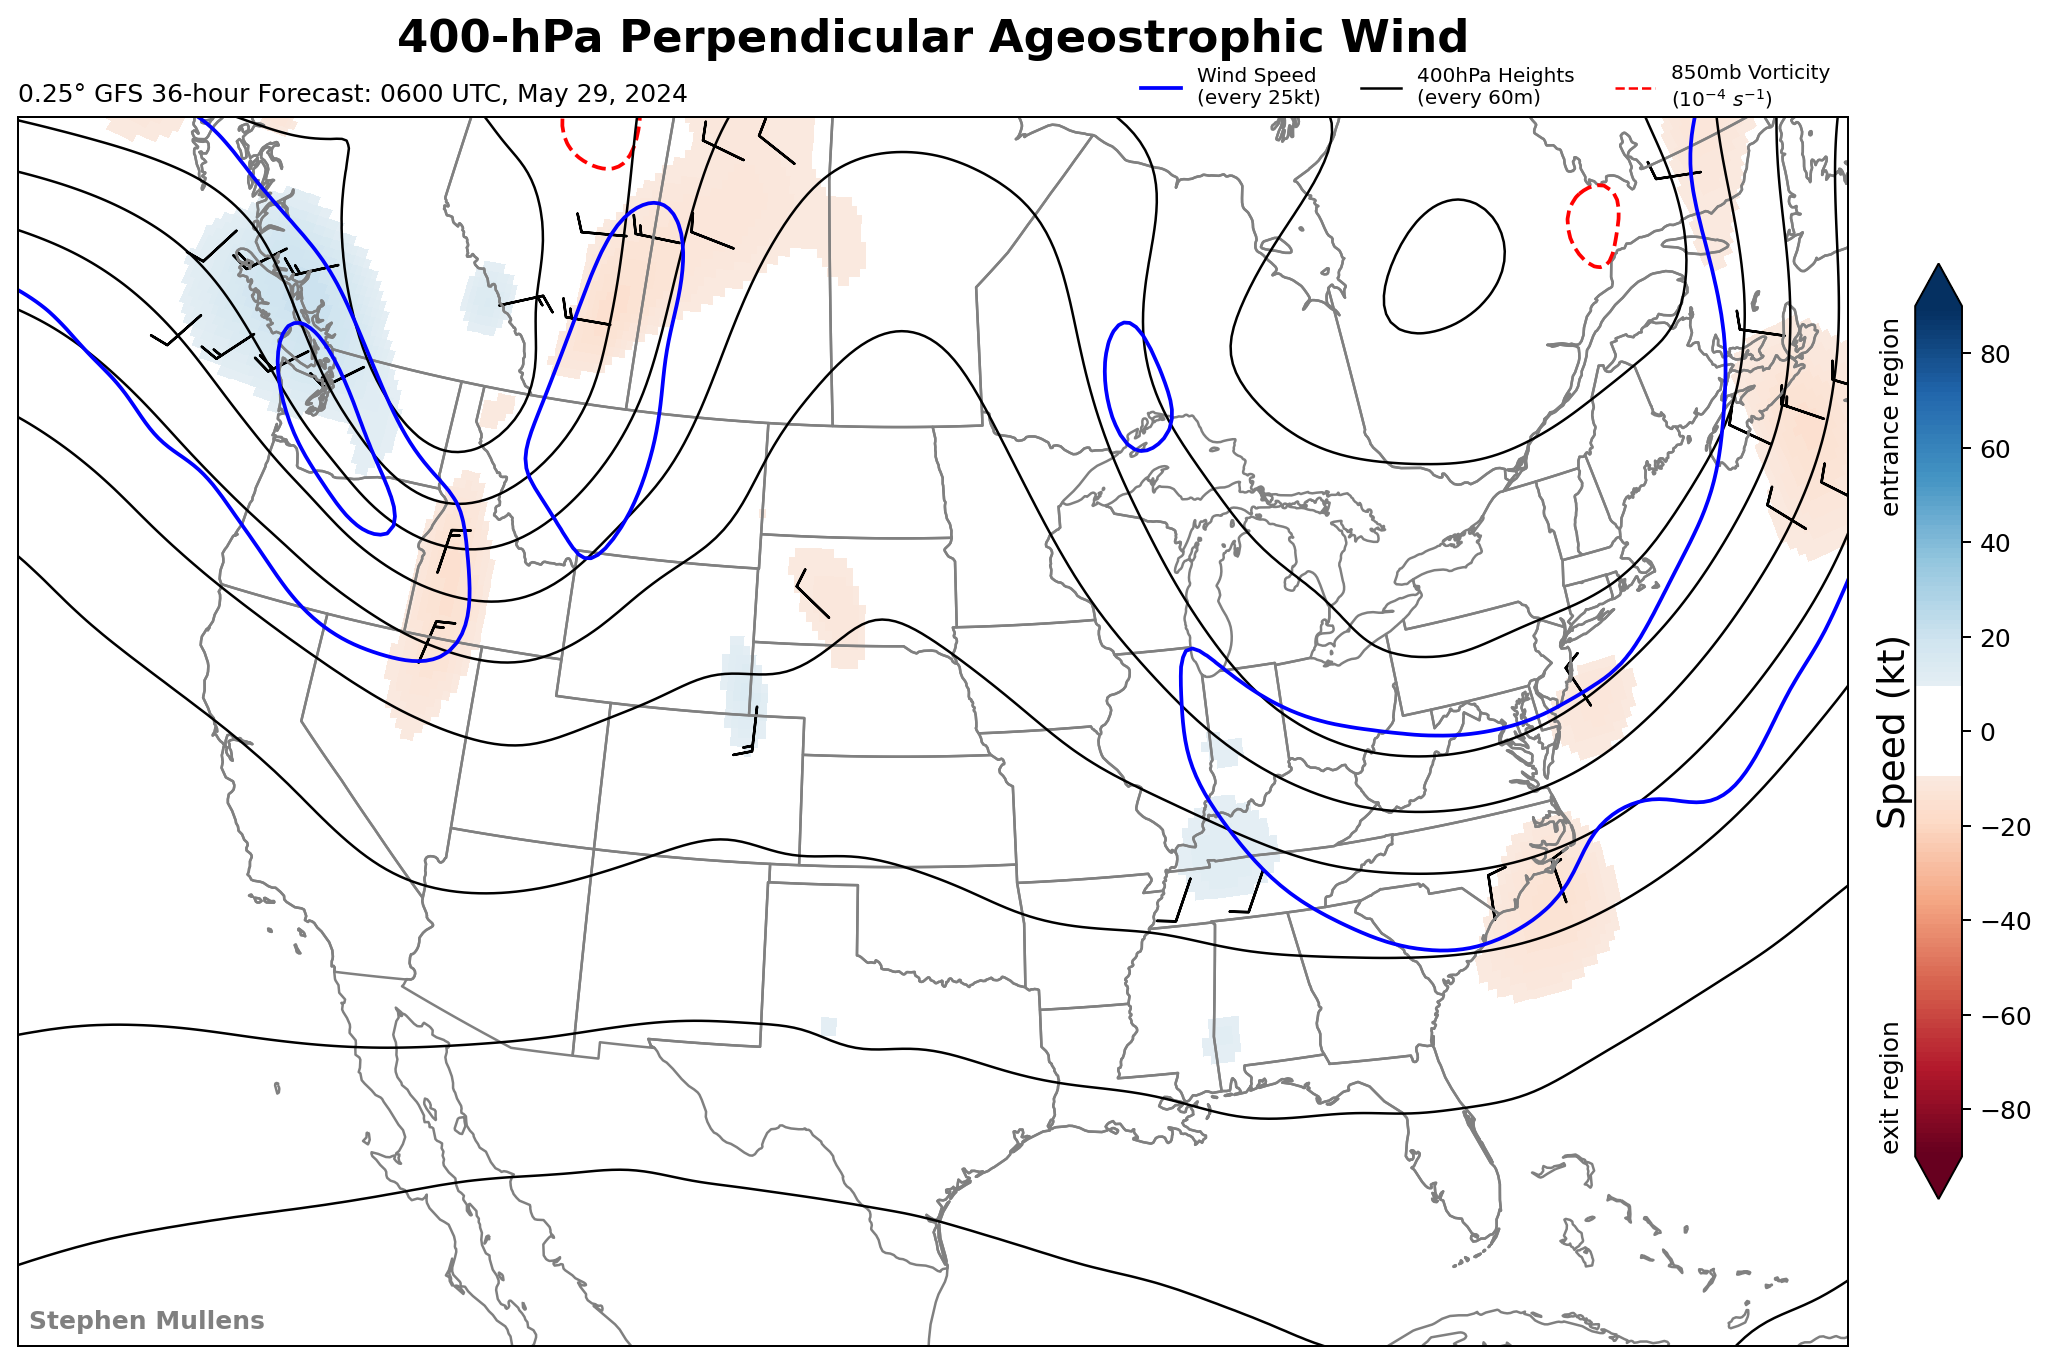 400-hPa Perpendicular Ageostrophic Wind
0.25° GFS 36-hour Forecast: 0600 UTC, May 29, 2024
Wind Speed
(every 25kt)
400hPa Heights
(every 60m)
850mb Vorticity
(10⁻⁴ s⁻¹)
entrance region
Speed (kt)
exit region
80
60
40
20
0
−20
−40
−60
−80
Stephen Mullens